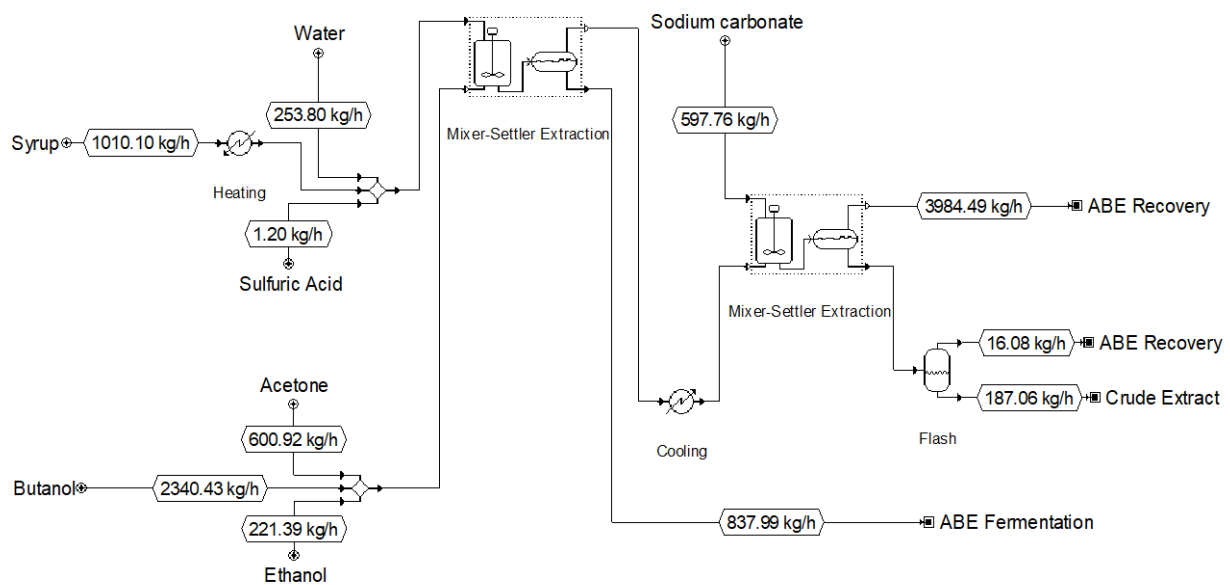 Water
Sodium carbonate
253.80 kg/h
Mixer-Settler Extraction
597.76 kg/h
Syrup
1010.10 kg/h
Heating
1.20 kg/h
Sulfuric Acid
3984.49 kg/h
ABE Recovery
Mixer-Settler Extraction
16.08 kg/h
ABE Recovery
Acetone
187.06 kg/h
Crude Extract
600.92 kg/h
Cooling
Flash
Butanol
2340.43 kg/h
221.39 kg/h
837.99 kg/h
ABE Fermentation
Ethanol